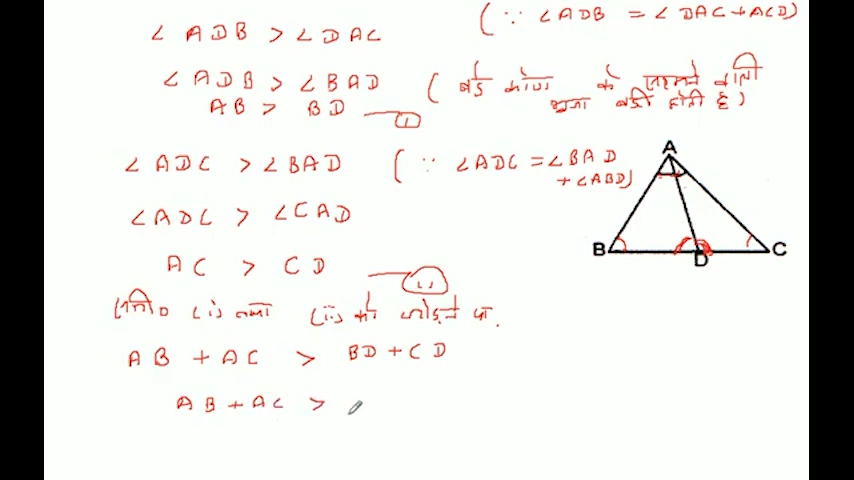 ∠ADB > ∠DAC (∵ ∠ADB = ∠DAC + ACD)
∠ADB > ∠BAD (बड़े कोण के सामने वाली
AB > BD — (i) भुजा बड़ी होती है)
∠ADC > ∠BAD (∵ ∠ADC = ∠BAD
+ ∠ABD)
∠ADC > ∠CAD
AC > CD — (ii)
(i) तथा (ii) को जोड़ने पर.
AB + AC > BD + CD
AB + AC >
A
B
D
C